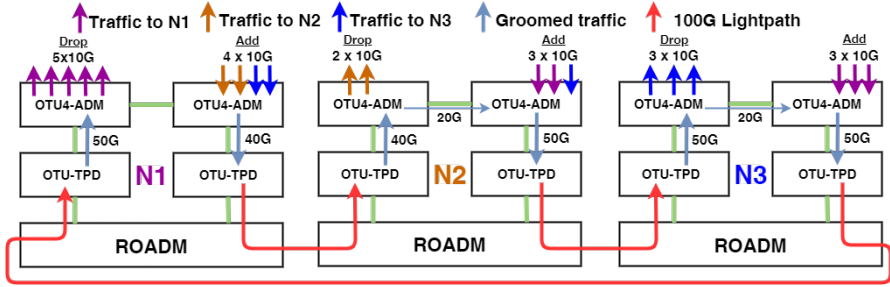 Traffic to N1 Traffic to N2 Traffic to N3 Groomed traffic 100G Lightpath
Drop Add Drop Add Drop Add
5x10G 4 x 10G 2 x 10G 3 x 10G 3 x 10G 3 x 10G
OTU4-ADM OTU4-ADM OTU4-ADM OTU4-ADM OTU4-ADM OTU4-ADM
20G 20G
50G 40G 40G 50G 50G 50G
OTU-TPD N1 OTU-TPD OTU-TPD N2 OTU-TPD OTU-TPD N3 OTU-TPD
ROADM ROADM ROADM